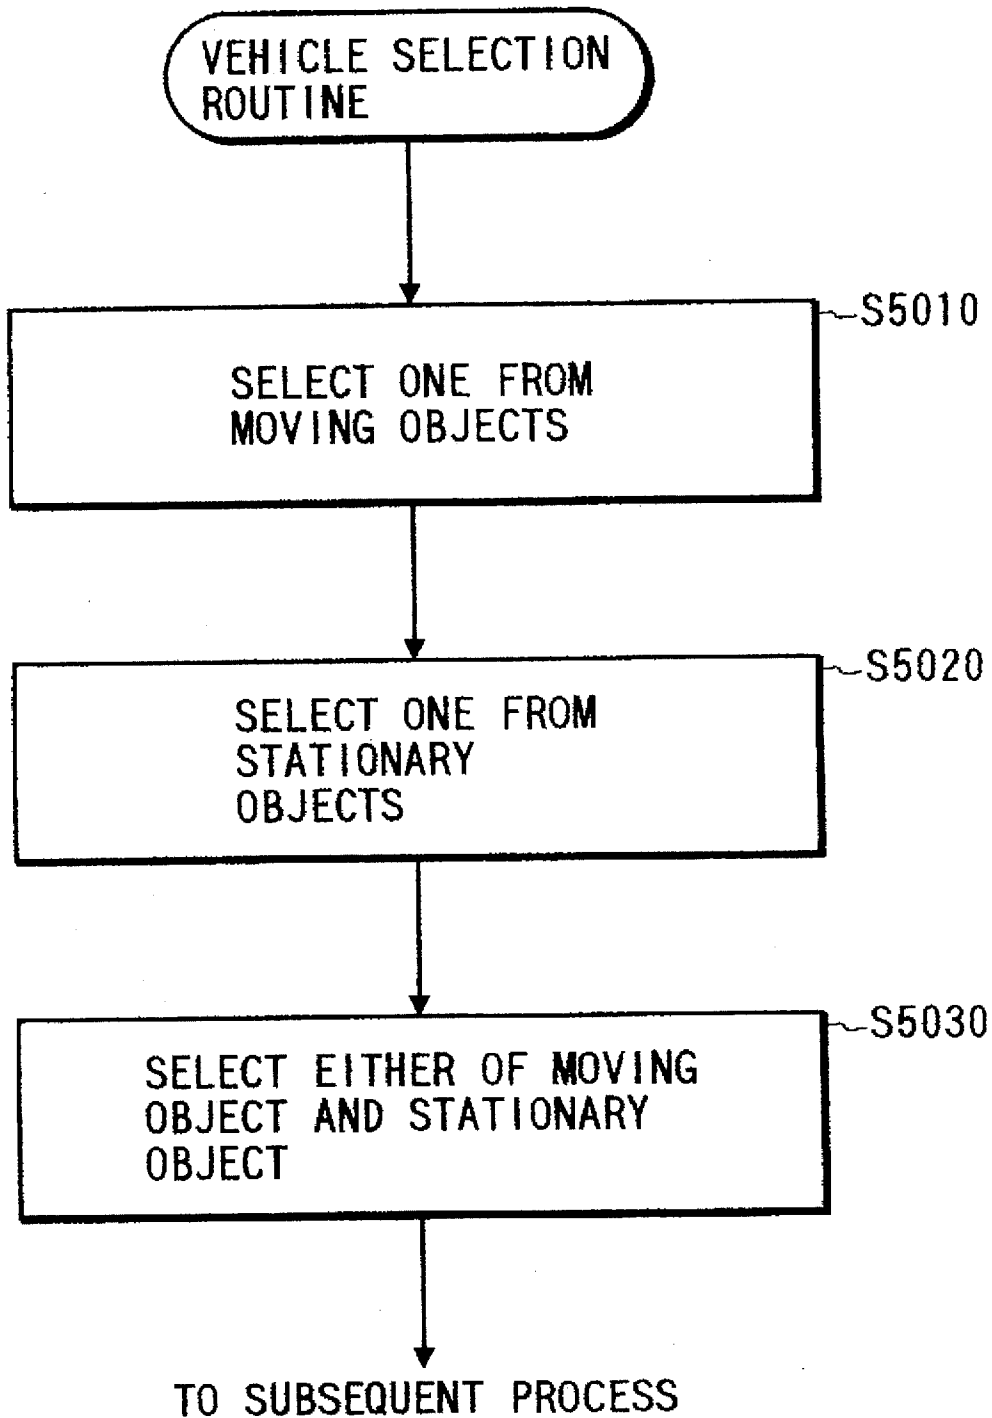 VEHICLE SELECTION
ROUTINE
S5010
SELECT ONE FROM
MOVING OBJECTS
S5020
SELECT ONE FROM
STATIONARY
OBJECTS
S5030
SELECT EITHER OF MOVING
OBJECT AND STATIONARY
OBJECT
TO SUBSEQUENT PROCESS